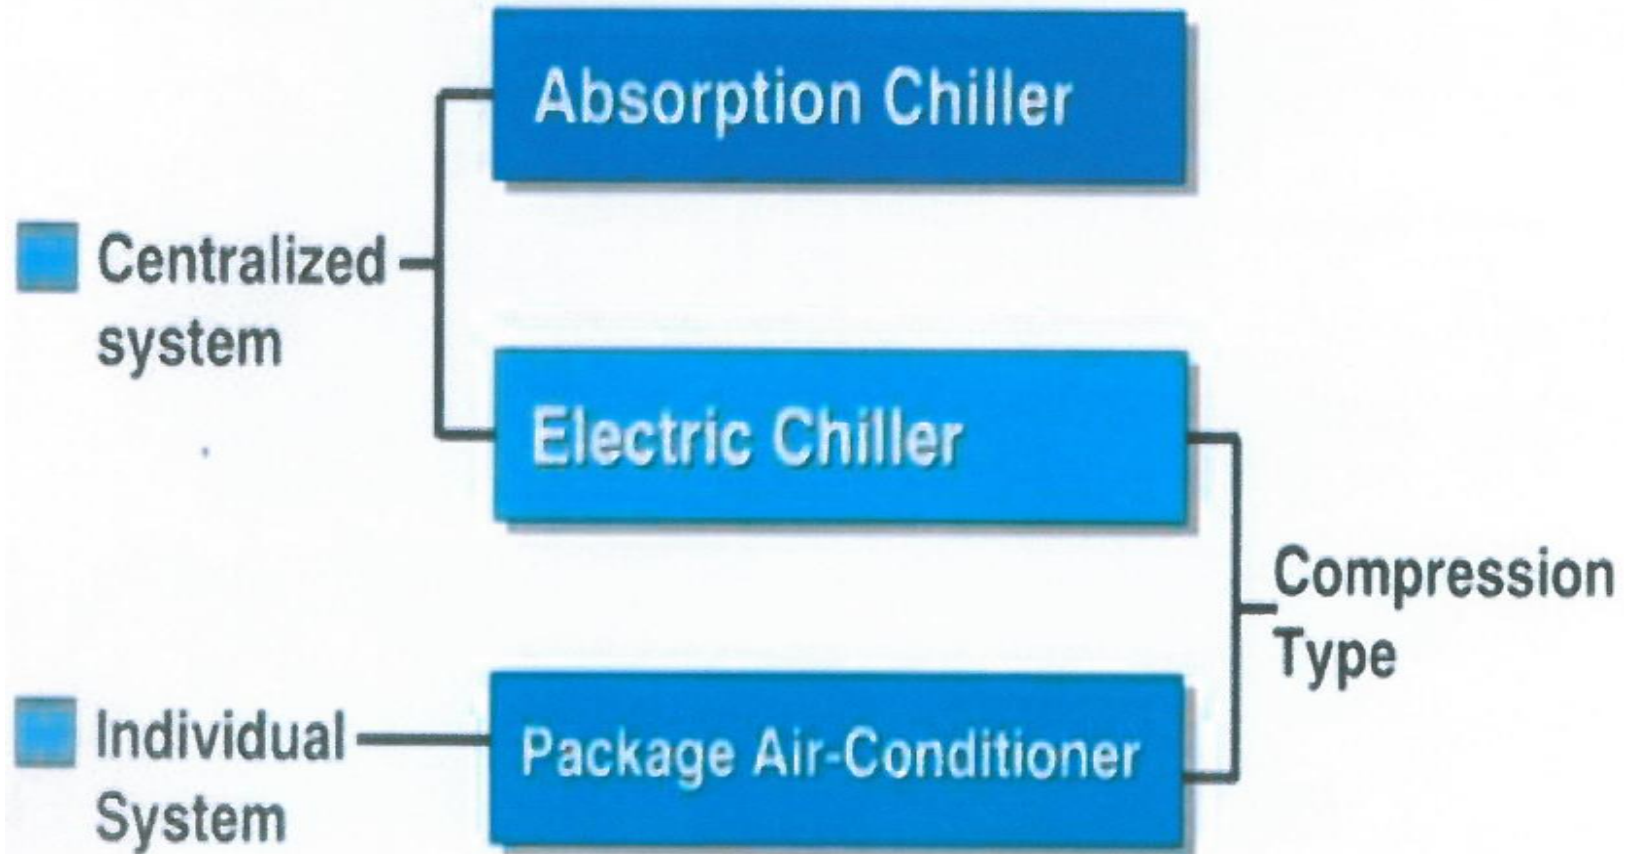 Absorption Chiller
Centralized
system
Electric Chiller
Compression
Type
Individual
System
Package Air-Conditioner